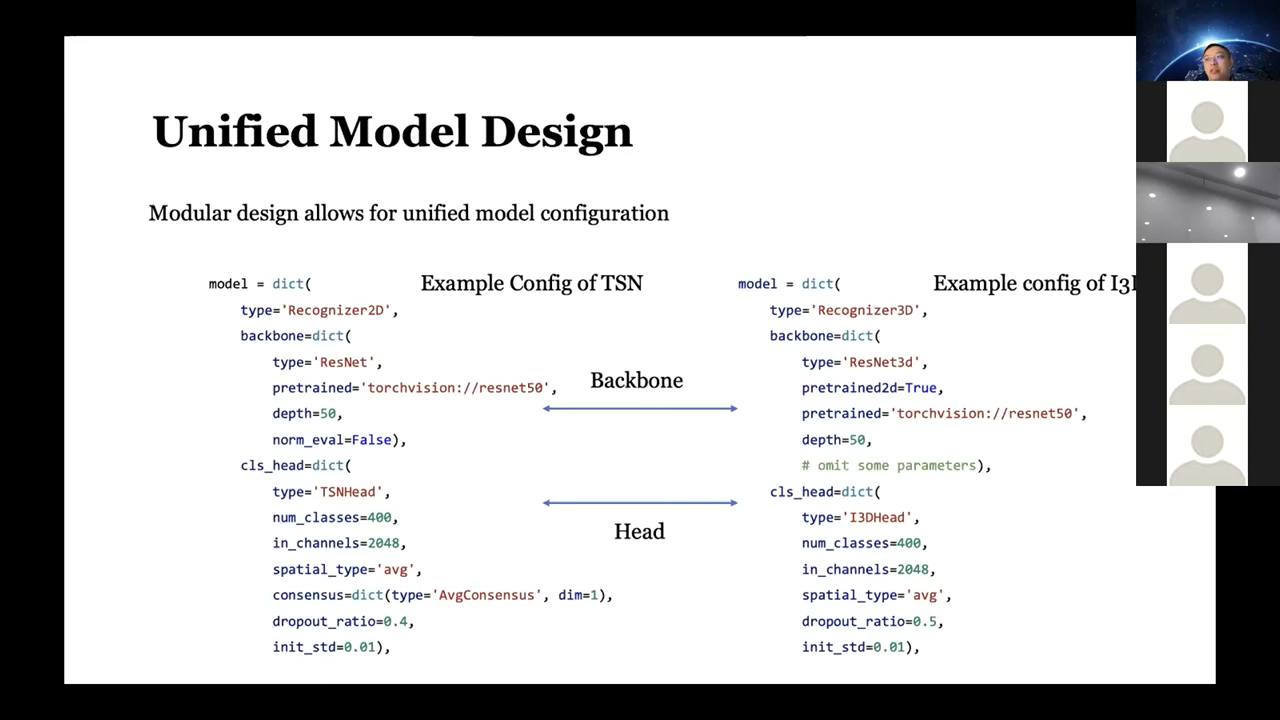 Unified Model Design
Modular design allows for unified model configuration
Example Config of TSN
model = dict(
type='Recognizer2D',
backbone=dict(
type='ResNet',
pretrained='torchvision://resnet50',
depth=50,
norm_eval=False),
cls_head=dict(
type='TSNHead',
num_classes=400,
in_channels=2048,
spatial_type='avg',
consensus=dict(type='AvgConsensus', dim=1),
dropout_ratio=0.4,
init_std=0.01),
Backbone
Head
Example config of I3
model = dict(
type='Recognizer3D',
backbone=dict(
type='ResNet3d',
pretrained2d=True,
pretrained='torchvision://resnet50',
depth=50,
# omit some parameters),
cls_head=dict(
type='I3DHead',
num_classes=400,
in_channels=2048,
spatial_type='avg',
dropout_ratio=0.5,
init_std=0.01),